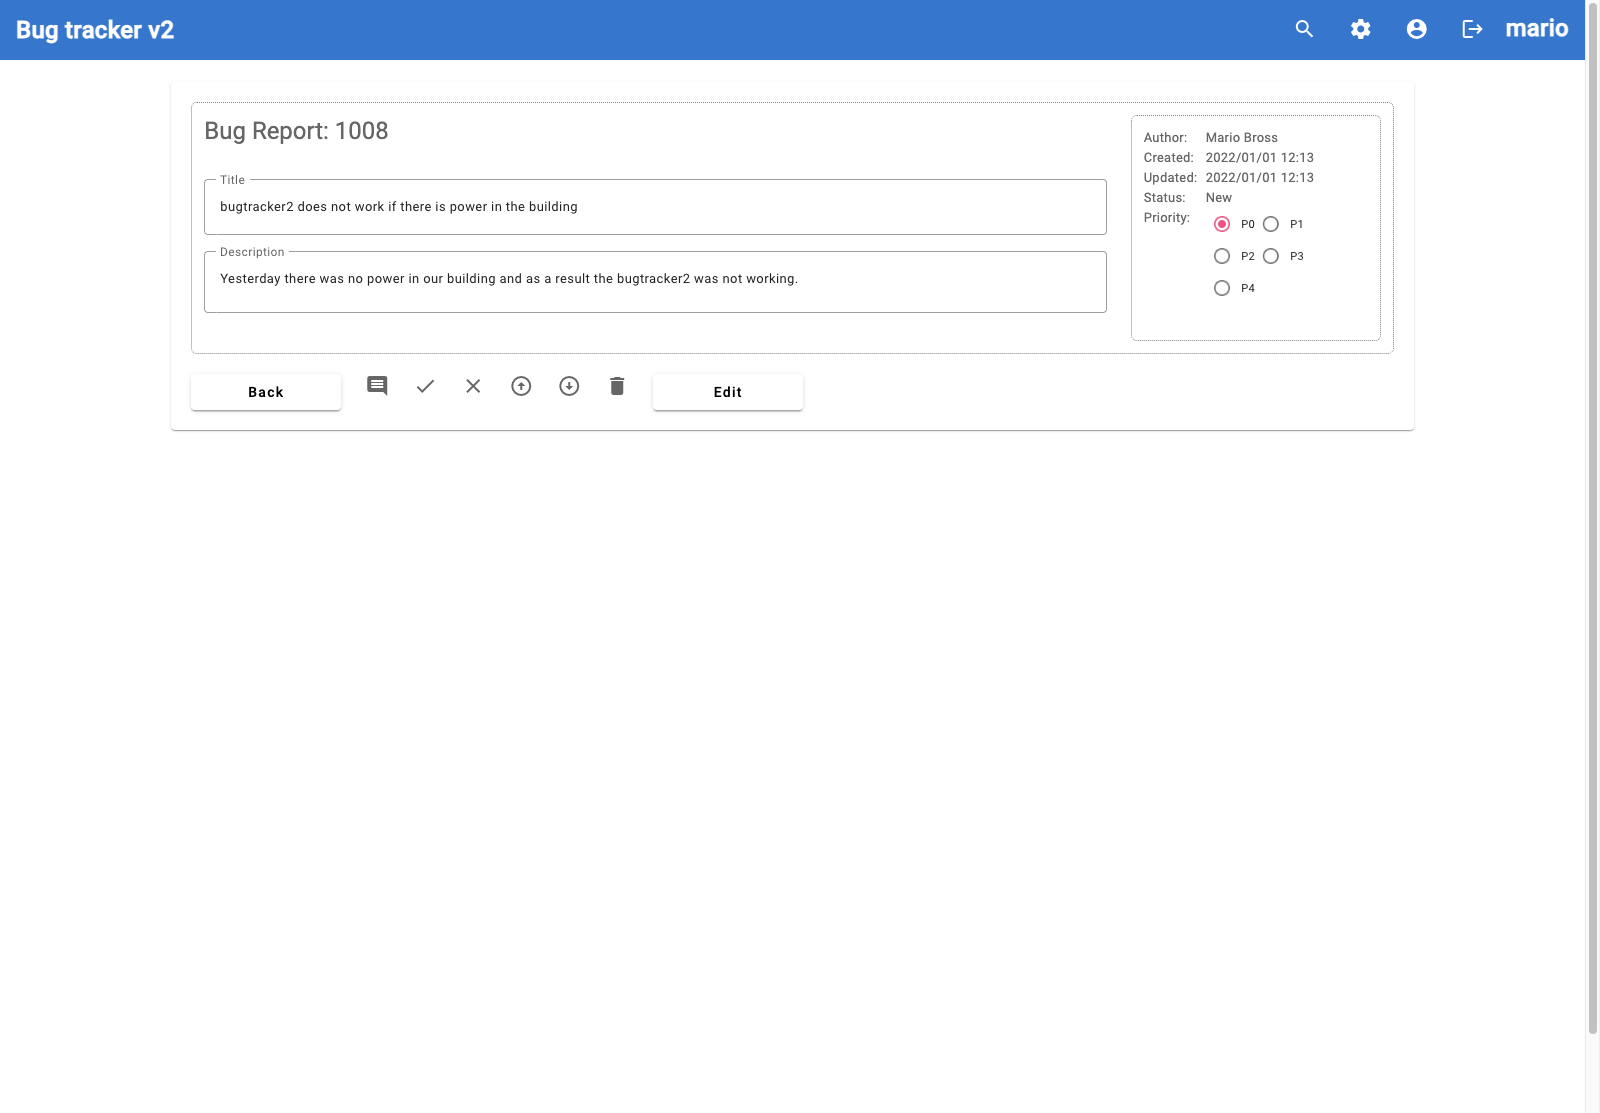 Bug tracker v2
mario
Bug Report: 1008
Title
bugtracker2 does not work if there is power in the building
Description
Yesterday there was no power in our building and as a result the bugtracker2 was not working.
Author: Mario Bross
Created: 2022/01/01 12:13
Updated: 2022/01/01 12:13
Status: New
Priority: P0 P1
P2 P3
P4
Back
Edit